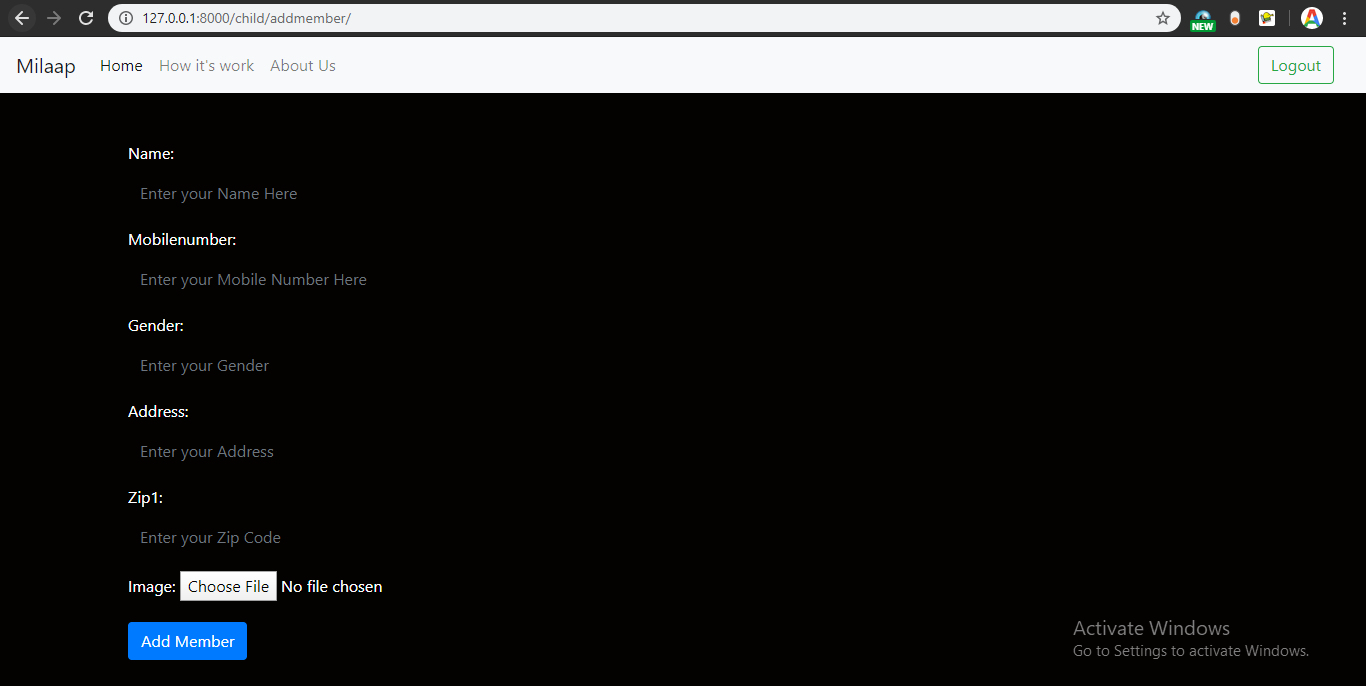 127.0.0.1:8000/child/addmember/
NEW
Milaap Home How it's work About Us Logout
Name:
Enter your Name Here
Mobilenumber:
Enter your Mobile Number Here
Gender:
Enter your Gender
Address:
Enter your Address
Zip1:
Enter your Zip Code
Image: Choose File No file chosen
Add Member
Activate Windows
Go to Settings to activate Windows.